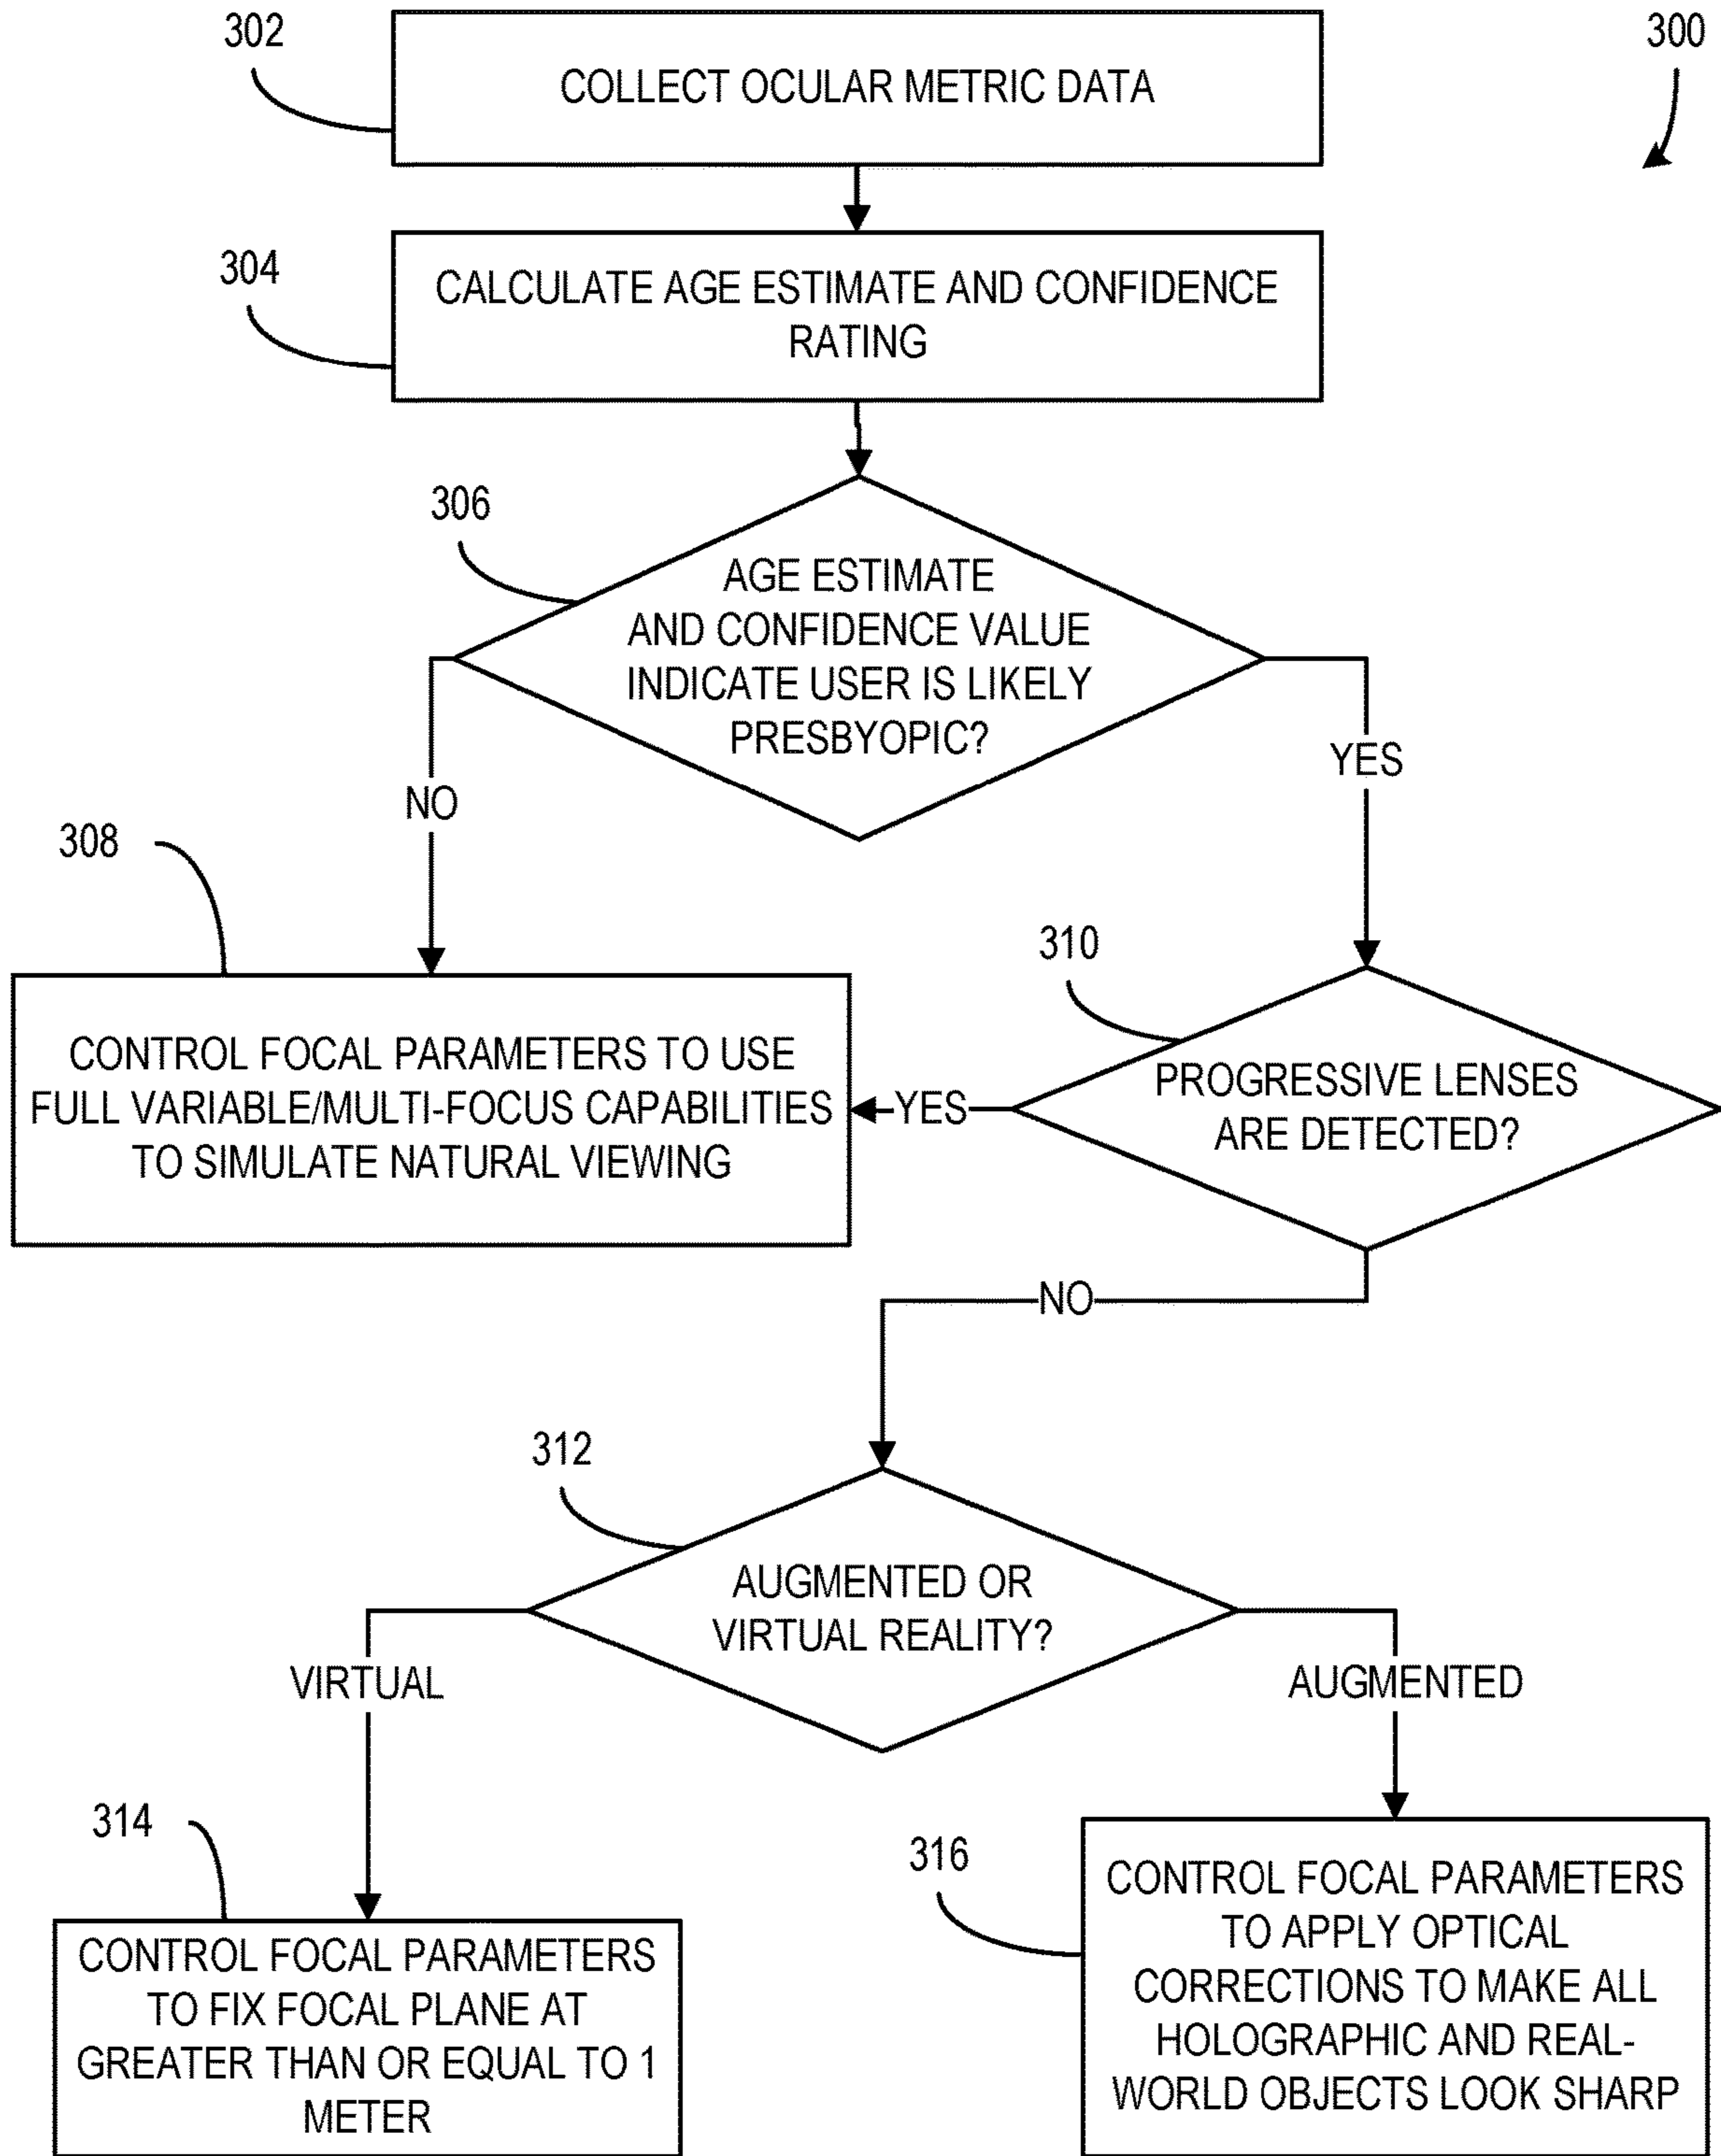 302
300
COLLECT OCULAR METRIC DATA
304
CALCULATE AGE ESTIMATE AND CONFIDENCE
RATING
306
AGE ESTIMATE
AND CONFIDENCE VALUE
INDICATE USER IS LIKELY
PRESBYOPIC?
NO
YES
308
310
CONTROL FOCAL PARAMETERS TO USE
FULL VARIABLE/MULTI-FOCUS CAPABILITIES
TO SIMULATE NATURAL VIEWING
YES
PROGRESSIVE LENSES
ARE DETECTED?
NO
312
AUGMENTED OR
VIRTUAL REALITY?
VIRTUAL
AUGMENTED
314
CONTROL FOCAL PARAMETERS
TO FIX FOCAL PLANE AT
GREATER THAN OR EQUAL TO 1
METER
316
CONTROL FOCAL PARAMETERS
TO APPLY OPTICAL
CORRECTIONS TO MAKE ALL
HOLOGRAPHIC AND REAL-
WORLD OBJECTS LOOK SHARP